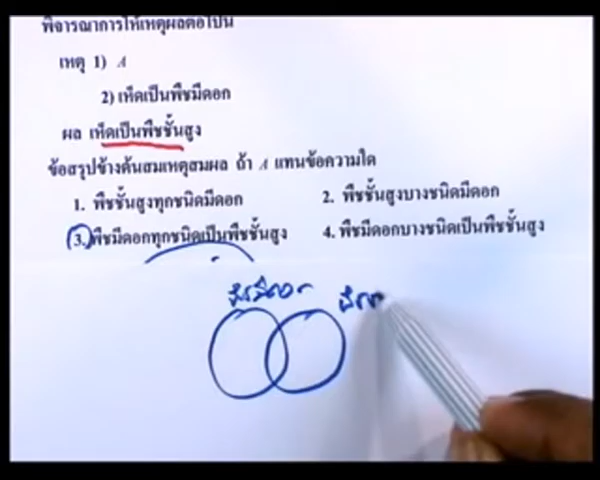 พิจารณาการให้เหตุผลต่อไปนี้
เหตุ 1) A
2) เห็ดเป็นพืชมีดอก
ผล เห็ดเป็นพืชชั้นสูง
ข้อสรุปข้างต้นสมเหตุสมผล ถ้า A แทนข้อความใด
1. พืชชั้นสูงทุกชนิดมีดอก
2. พืชชั้นสูงบางชนิดมีดอก
3. พืชมีดอกทุกชนิดเป็นพืชชั้นสูง
4. พืชมีดอกบางชนิดเป็นพืชชั้นสูง
พืชมีดอก